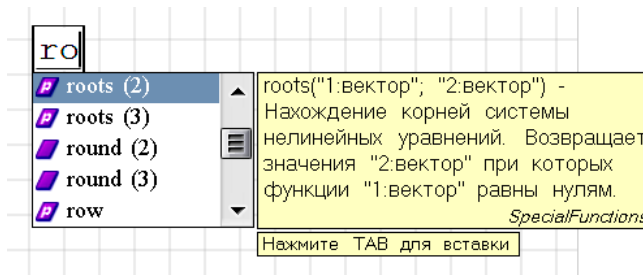 ro
roots (2)
roots (3)
round (2)
round (3)
row
roots("1:вектор"; "2:вектор") -
Нахождение корней системы
нелинейных уравнений. Возвращает
значения "2:вектор" при которых
функции "1:вектор" равны нулям.
SpecialFunctions
Нажмите TAB для вставки